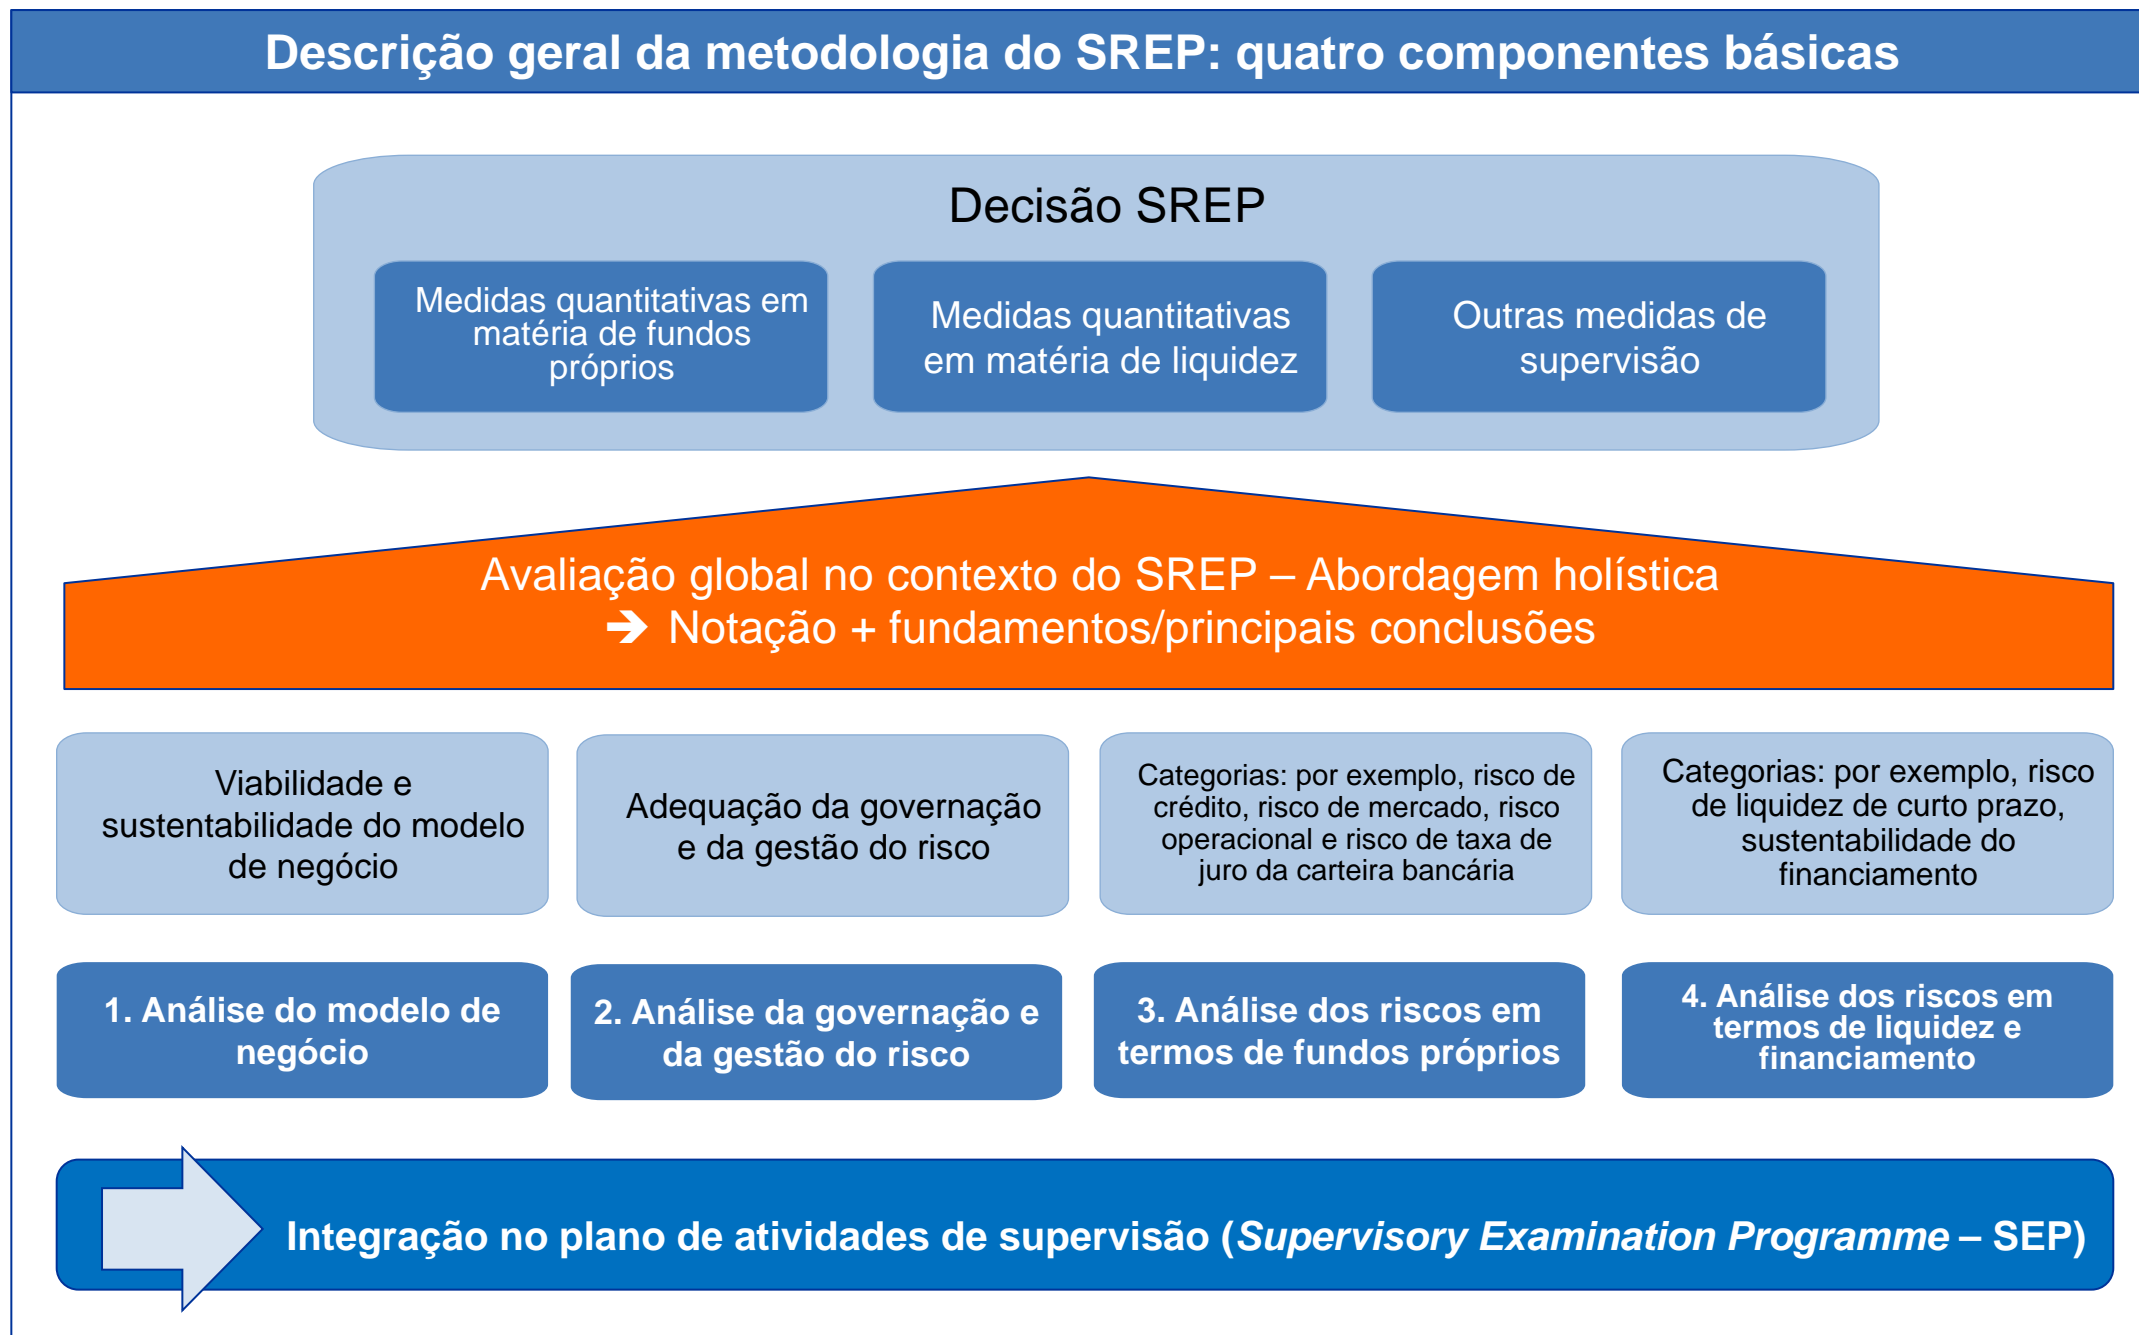 Descrição geral da metodologia do SREP: quatro componentes básicas
Decisão SREP
Medidas quantitativas em
matéria de fundos
próprios
Medidas quantitativas
em matéria de liquidez
Outras medidas de
supervisão
Avaliação global no contexto do SREP – Abordagem holística
➔ Notação + fundamentos/principais conclusões
Viabilidade e
sustentabilidade do modelo
de negócio
Adequação da governação
e da gestão do risco
Categorias: por exemplo, risco de
crédito, risco de mercado, risco
operacional e risco de taxa de
juro da carteira bancária
Categorias: por exemplo, risco
de liquidez de curto prazo,
sustentabilidade do
financiamento
1. Análise do modelo de
negócio
2. Análise da governação e
da gestão do risco
3. Análise dos riscos em
termos de fundos próprios
4. Análise dos riscos em
termos de liquidez e
financiamento
Integração no plano de atividades de supervisão (Supervisory Examination Programme – SEP)